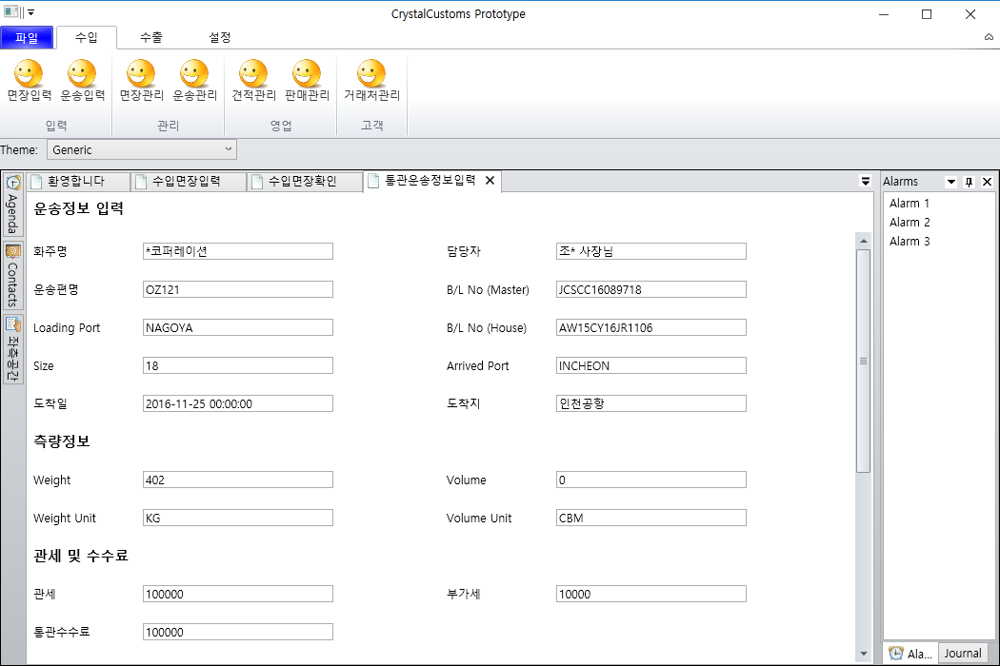 CrystalCustoms Prototype
파일 수입 수출 설정
면장입력 운송입력 면장관리 운송관리 견적관리 판매관리 거래처관리
입력 관리 영업 고객
Theme: Generic
환영합니다 수입면장입력 수입면장확인 통관운송정보입력
Alarms
Agenda
Contacts
좌측공간
운송정보 입력
화주명 *코퍼레이션 담당자 조* 사장님
운송편명 OZ121 B/L No (Master) JCSCC16089718
Loading Port NAGOYA B/L No (House) AW15CY16JR1106
Size 18 Arrived Port INCHEON
도착일 2016-11-25 00:00:00 도착지 인천공항
측량정보
Weight 402 Volume 0
Weight Unit KG Volume Unit CBM
관세 및 수수료
관세 100000 부가세 10000
통관수수료 100000
Alarm 1
Alarm 2
Alarm 3
Ala... Journal